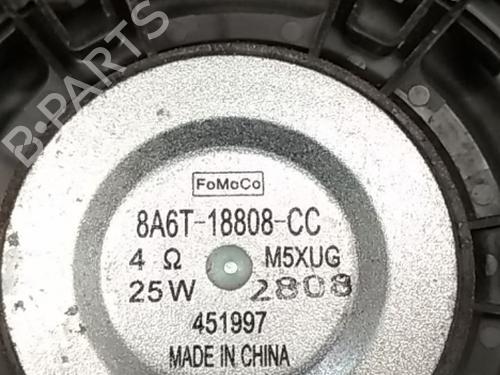 B-PARTS
FoMoCo
8A6T-18808-CC
4 Ω M5XUG
25W 2808
451997
MADE IN CHINA